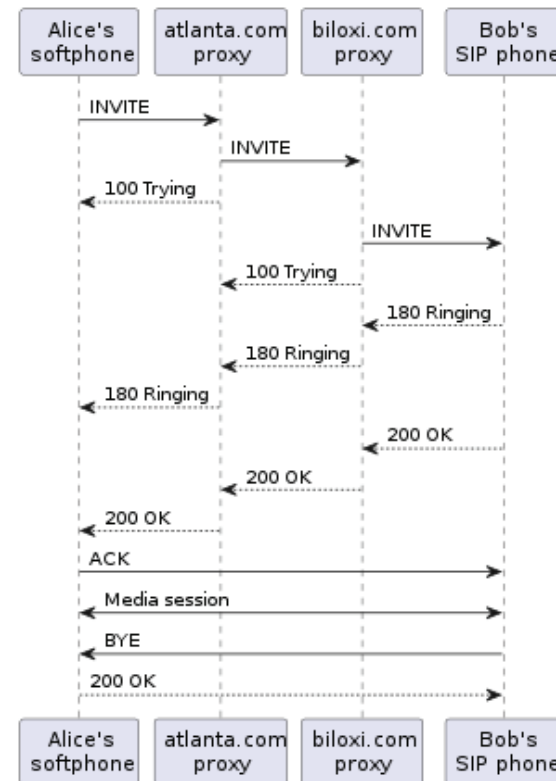 Alice's
softphone
atlanta.com
proxy
biloxi.com
proxy
Bob's
SIP phone
INVITE
INVITE
100 Trying
INVITE
100 Trying
180 Ringing
180 Ringing
180 Ringing
200 OK
200 OK
200 OK
ACK
Media session
BYE
200 OK
Alice's
softphone
atlanta.com
proxy
biloxi.com
proxy
Bob's
SIP phone